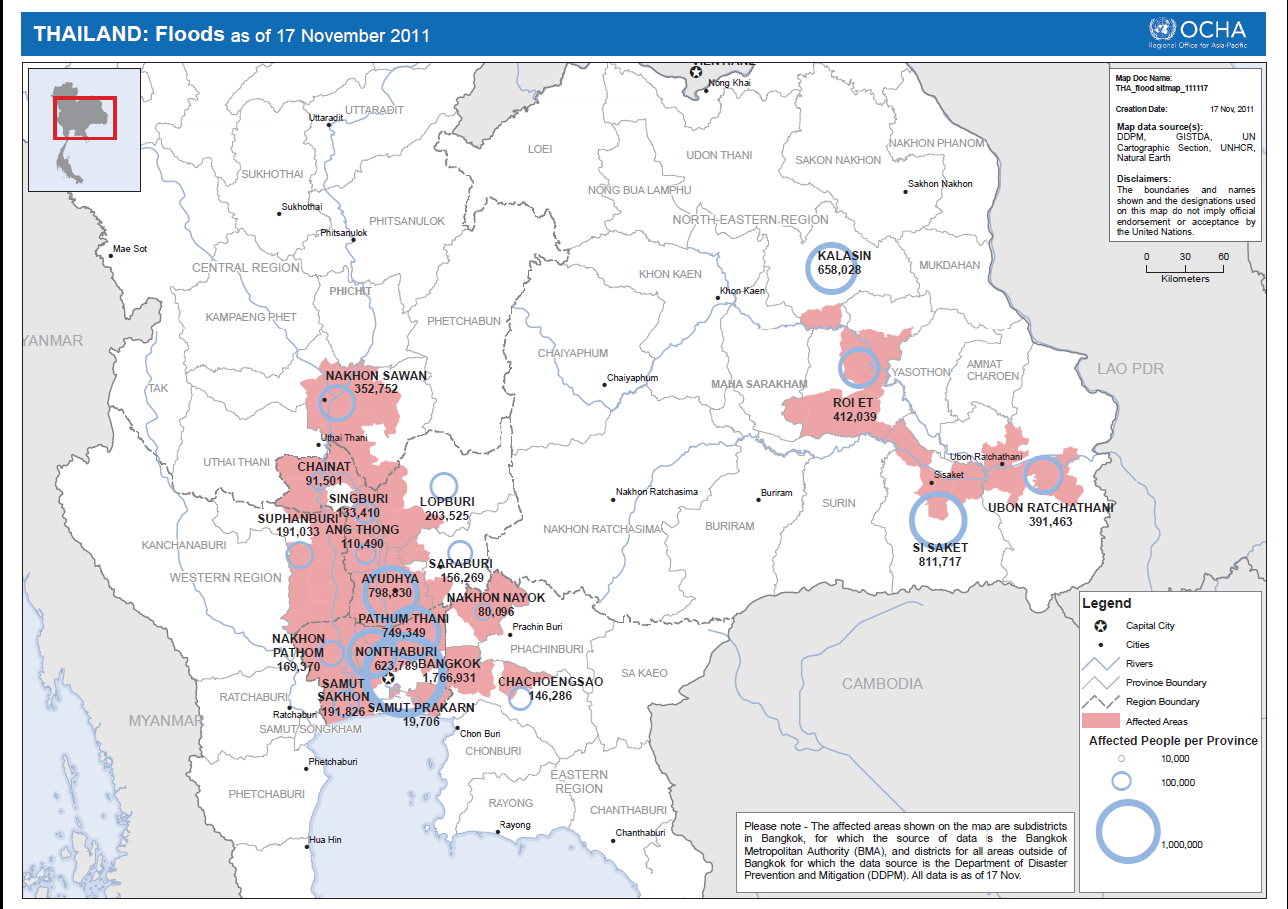 THAILAND: Floods as of 17 November 2011
OCHA
Regional Office for Asia-Pacific
Map Doc Name:
THA_flood sitmap_111117
Creation Date: 17 Nov, 2011
Map data source(s):
DDPM, GISTDA, UN
Cartographic Section, UNHCR,
Natural Earth
Disclaimers:
The boundaries and names
shown and the designations used
on this map do not imply official
endorsement or acceptance by
the United Nations.
0 30 60
Kilometers
VIENTIANE
Nong Khai
UTTARADIT
Uttaradit
LOEI
UDON THANI
SAKON NAKHON
NAKHON PHANOM
SUKHOTHAI
NONG BUA LAMPHU
Sakhon Nakhon
Sukhothai
PHITSANULOK
NORTH-EASTERN REGION
Phitsanulok
Mae Sot
KALASIN
658,028
CENTRAL REGION
KHON KAEN
MUKDAHAN
PHICHIT
Khon Kaen
KAMPAENG PHET
PHETCHABUN
YANMAR
CHAIYAPHUM
LAO PDR
AMNAT
CHAROEN
YASOTHON
NAKHON SAWAN
352,752
Chaiyaphum
MAHA SARAKHAM
TAK
ROI ET
412,039
Uthai Thani
UTHAI THANI
CHAINAT
91,501
Ubon Ratchathani
Sisaket
SINGBURI
133,410
LOPBURI
203,525
Nakhon Ratchasima
Buriram
SURIN
UBON RATCHATHANI
391,463
SUPHANBURI
191,033
ANG THONG
110,490
NAKHON RATCHASIMA
BURIRAM
KANCHANABURI
SI SAKET
811,717
SARABURI
156,269
WESTERN REGION
AYUDHYA
798,830
NAKHON NAYOK
80,096
PATHUM THANI
749,349
Prachin Buri
NAKHON
PATHOM
169,370
NONTHABURI
623,789
BANGKOK
1,766,931
PHACHINBURI
SA KAEO
CAMBODIA
SAMUT
SAKHON
191,826
CHACHOENGSAO
146,286
RATCHABURI
Ratchaburi
SAMUT PRAKARN
19,706
MYANMAR
SAMUT SONGKHAM
Chon Buri
CHONBURI
Phetchaburi
EASTERN
REGION
PHETCHABURI
RAYONG
CHANTHABURI
Rayong
Chanthaburi
Hua Hin
Legend
Capital City
Cities
Rivers
Province Boundary
Region Boundary
Affected Areas
Affected People per Province
10,000
100,000
1,000,000
Please note - The affected areas shown on the map are subdistricts
in Bangkok, for which the source of data is the Bangkok
Metropolitan Authority (BMA), and districts for all areas outside of
Bangkok for which the data source is the Department of Disaster
Prevention and Mitigation (DDPM). All data is as of 17 Nov.